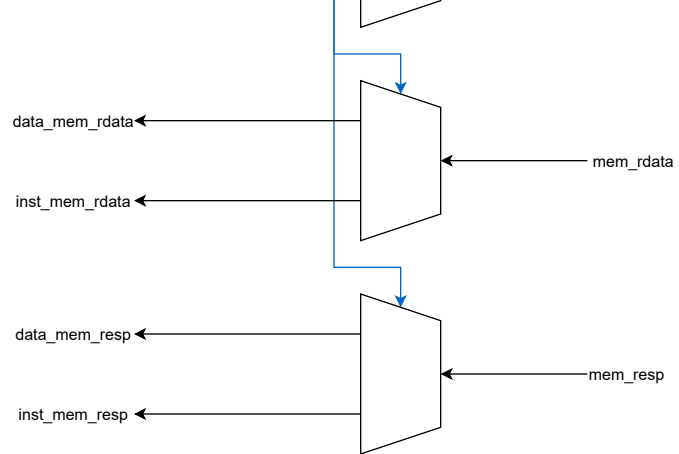 data_mem_rdata
mem_rdata
inst_mem_rdata
data_mem_resp
mem_resp
inst_mem_resp